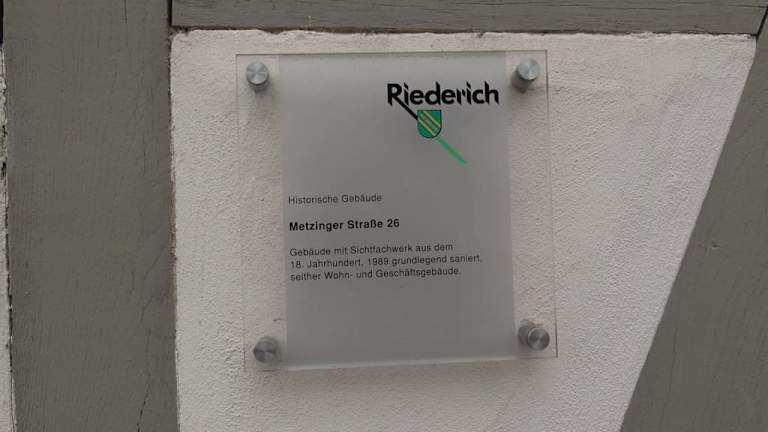 Riederich
Historische Gebäude
Metzinger Straße 26
Gebäude mit Sichtfachwerk aus dem
18. Jahrhundert, 1989 grundlegend saniert,
seither Wohn- und Geschäftsgebäude.